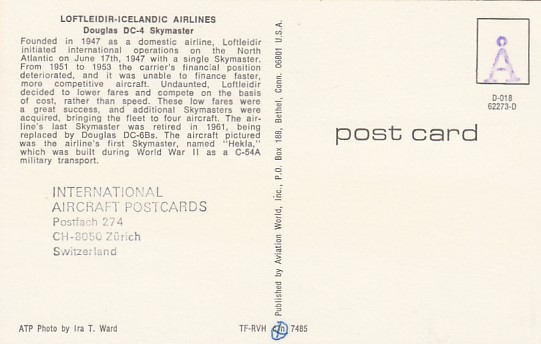 LOFTLEIDIR-ICELANDIC AIRLINES
Douglas DC-4 Skymaster
Founded in 1947 as a domestic airline, Loftleidir
initiated international operations on the North
Atlantic on June 17th, 1947 with a single Skymaster.
From 1951 to 1953 the carrier's financial position
deteriorated, and it was unable to finance faster,
more competitive aircraft. Undaunted, Loftleidir
decided to lower fares and compete on the basis
of cost, rather than speed. These low fares were
a great success, and additional Skymasters were
acquired, bringing the fleet to four aircraft. The air-
line's last Skymaster was retired in 1961, being
replaced by Douglas DC-6Bs. The aircraft pictured
was the airline's first Skymaster, named "Hekla,"
which was built during World War II as a C-54A
military transport.
INTERNATIONAL
AIRCRAFT POSTCARDS
Postfach 274
CH-8050 Zürich
Switzerland
ATP Photo by Ira T. Ward
TF-RVH c/n 7485
Published by Aviation World, Inc., P.O. Box 188, Bethel, Conn. 06801 U.S.A.
A
D-018
62273-D
post card